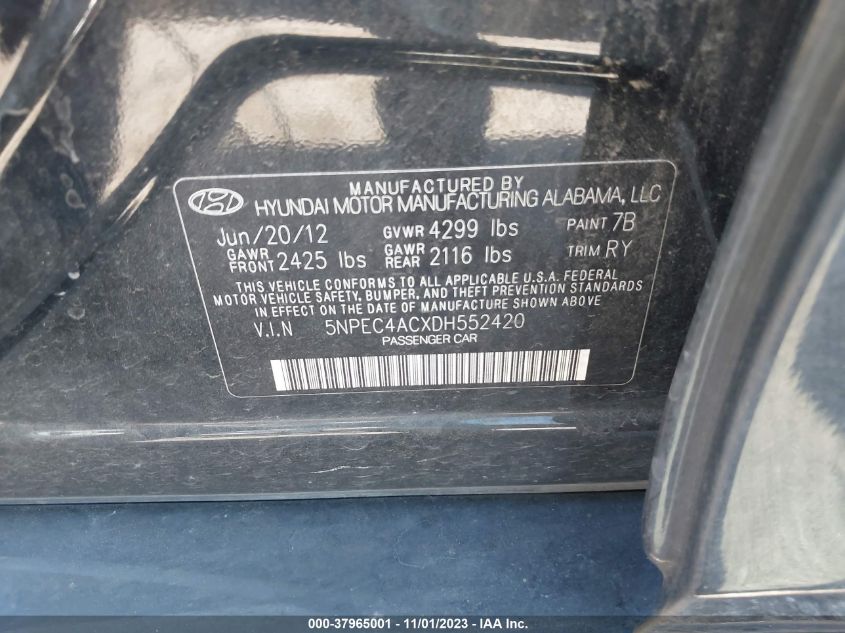 MANUFACTURED BY
HYUNDAI MOTOR MANUFACTURING ALABAMA, LLC
Jun/20/12 GVWR 4299 lbs PAINT 7B
GAWR FRONT 2425 lbs GAWR REAR 2116 lbs TRIM RY
THIS VEHICLE CONFORMS TO ALL APPLICABLE U.S.A. FEDERAL
MOTOR VEHICLE SAFETY, BUMPER, AND THEFT PREVENTION STANDARDS
IN EFFECT ON THE DATE OF MANUFACTURE SHOWN ABOVE
V.I.N 5NPEC4ACXDH552420
PASSENGER CAR
000-37965001 - 11/01/2023 - IAA Inc.